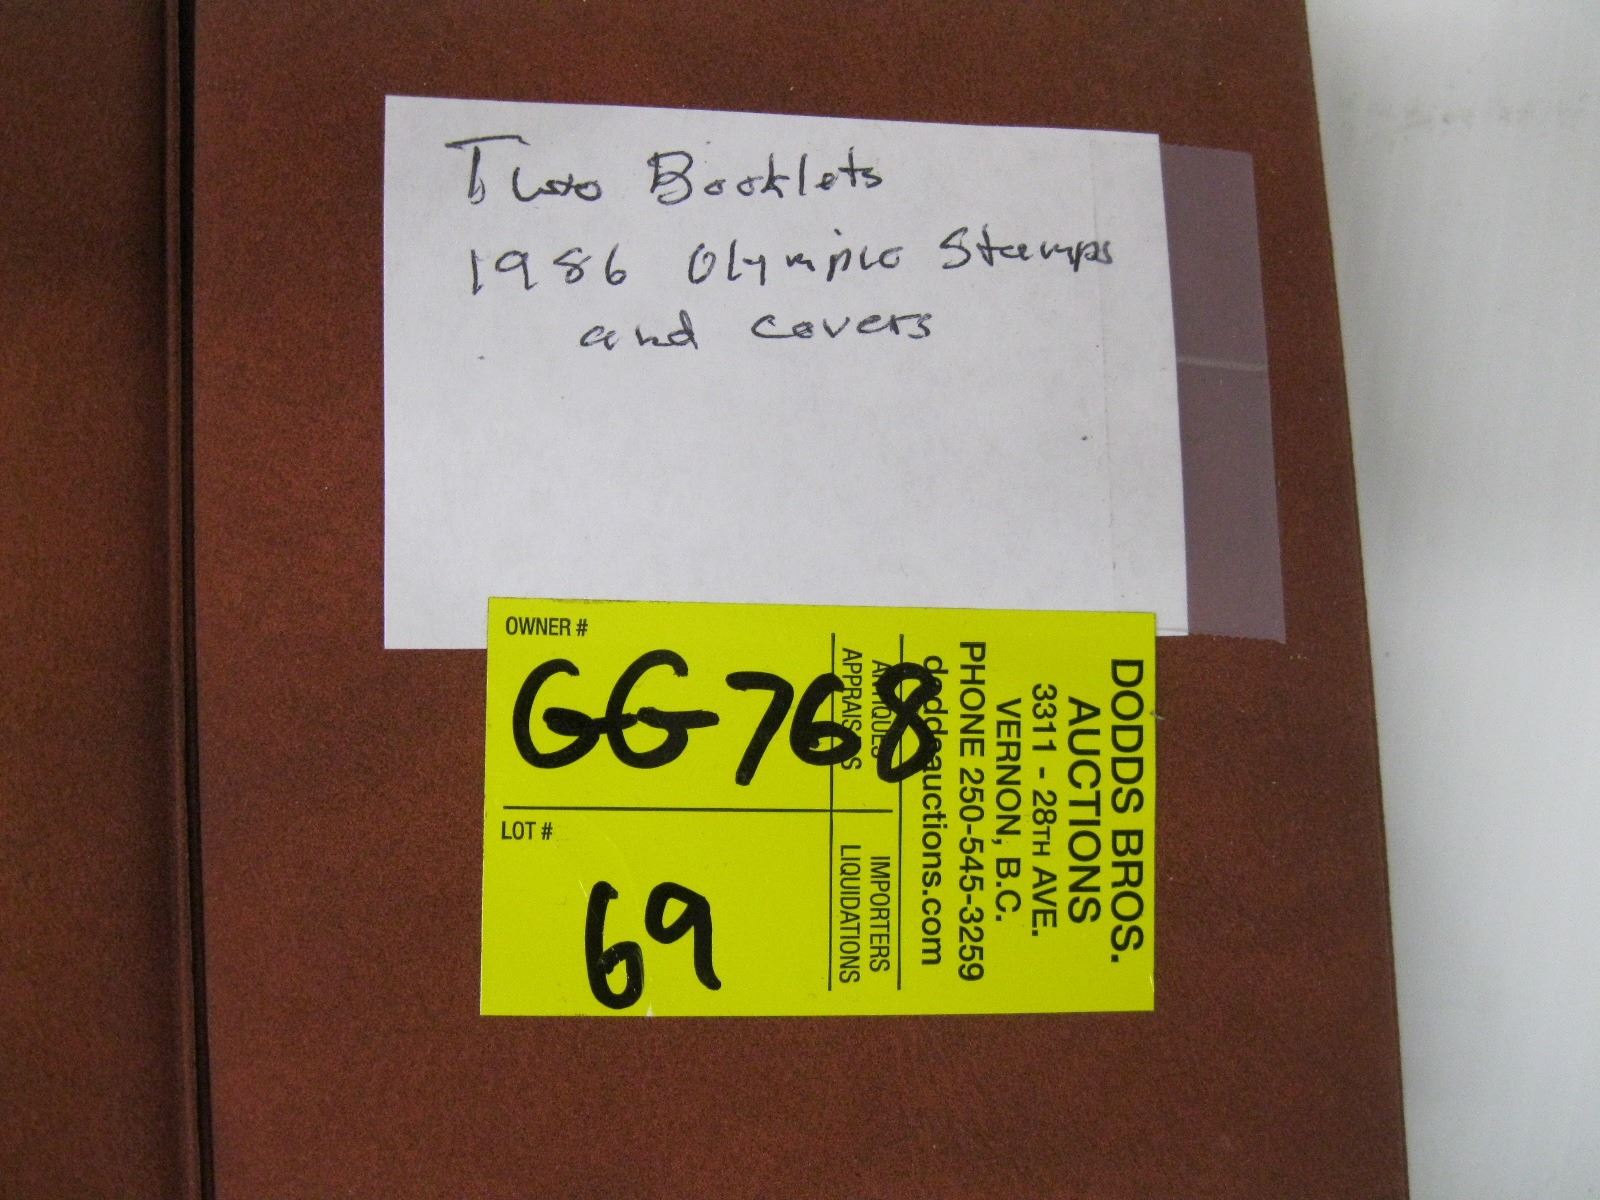 Two Booklets
1986 Olympic Stamps
and covers
OWNER #
GG768
LOT #
69
DODDS BROS.
AUCTIONS
3311 - 28TH AVE.
VERNON, B.C.
PHONE 250-545-3259
doddsauctions.com
ANTIQUES IMPORTERS
APPRAISALS LIQUIDATIONS